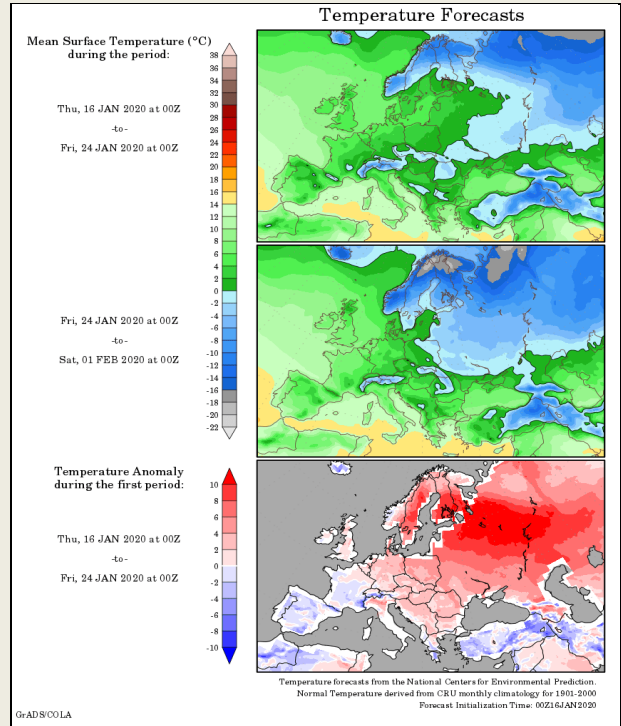 Temperature Forecasts
Mean Surface Temperature (°C)
during the period:
38
36
34
32
30
28
26
24
22
20
18
16
14
12
10
8
6
4
2
0
-2
-4
-6
-8
-10
-12
-14
-16
-18
-20
-22
Thu, 16 JAN 2020 at 00Z
-to-
Fri, 24 JAN 2020 at 00Z
Fri, 24 JAN 2020 at 00Z
-to-
Sat, 01 FEB 2020 at 00Z
Temperature Anomaly
during the first period:
10
8
6
4
2
0
-2
-4
-6
-8
-10
Thu, 16 JAN 2020 at 00Z
-to-
Fri, 24 JAN 2020 at 00Z
Temperature forecasts from the National Centers for Environmental Prediction.
Normal Temperature derived from CRU monthly climatology for 1901-2000
Forecast Initialization Time: 00Z16JAN2020
GrADS/COLA